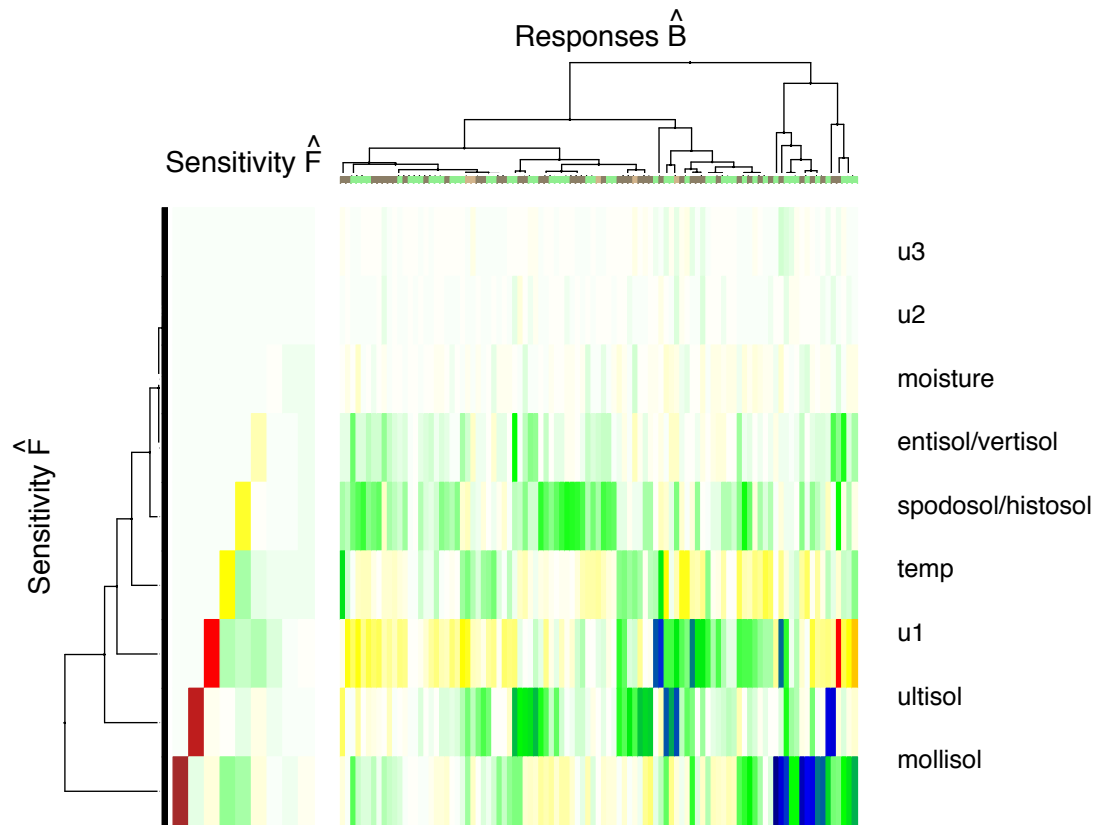 Responses B̂
Sensitivity F̂
Sensitivity F̂
u3
u2
moisture
entisol/vertisol
spodosol/histosol
temp
u1
ultisol
mollisol